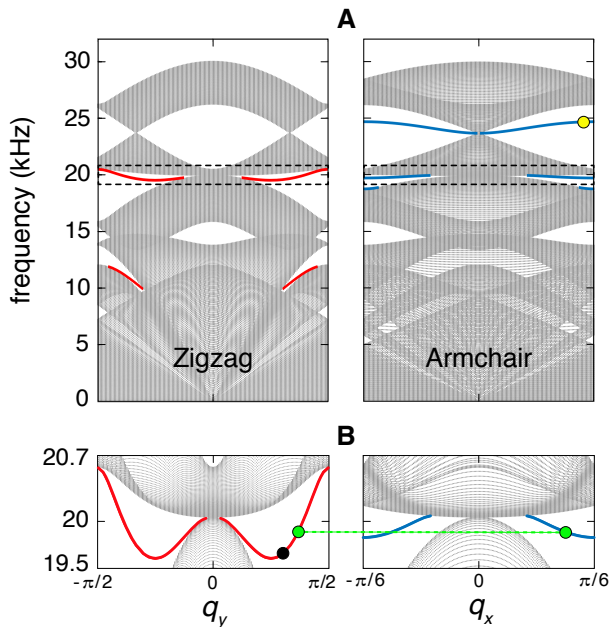 A
30
25
20
15
10
5
0
frequency (kHz)
Zigzag
Armchair
B
20.7
20
19.5
-π/2
0
π/2
-π/6
0
π/6
q_y
q_x